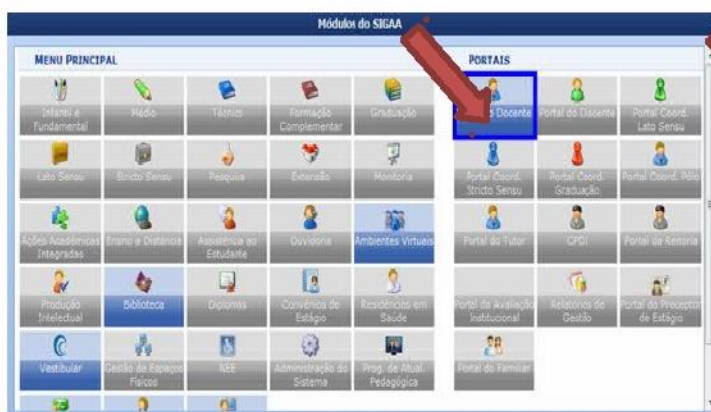 Módulos do SIGAA
MENU PRINCIPAL
PORTAIS
Infantil e
Fundamental
Médio
Técnico
Formação
Complementar
Graduação
Docente
Portal do Discente
Portal Coord.
Lato Sensu
Lato Sensu
Stricto Sensu
Pesquisa
Extensão
Monitoria
Portal Coord.
Stricto Sensu
Portal Coord.
Graduação
Portal Coord. Pólo
Ações Acadêmicas
Integradas
Ensino a Distância
Assistência ao
Estudante
Ouvidoria
Ambientes Virtuais
Portal do Tutor
CPDI
Portal da Reitoria
Produção
Intelectual
Biblioteca
Diplomas
Convênios de
Estágio
Residências em
Saúde
Portal da Avaliação
Institucional
Relatórios de
Gestão
Portal do Preceptor
de Estágio
Vestibular
Gestão de Espaços
Físicos
NEE
Administração do
Sistema
Prog. de Atual.
Pedagógica
Portal do Familiar